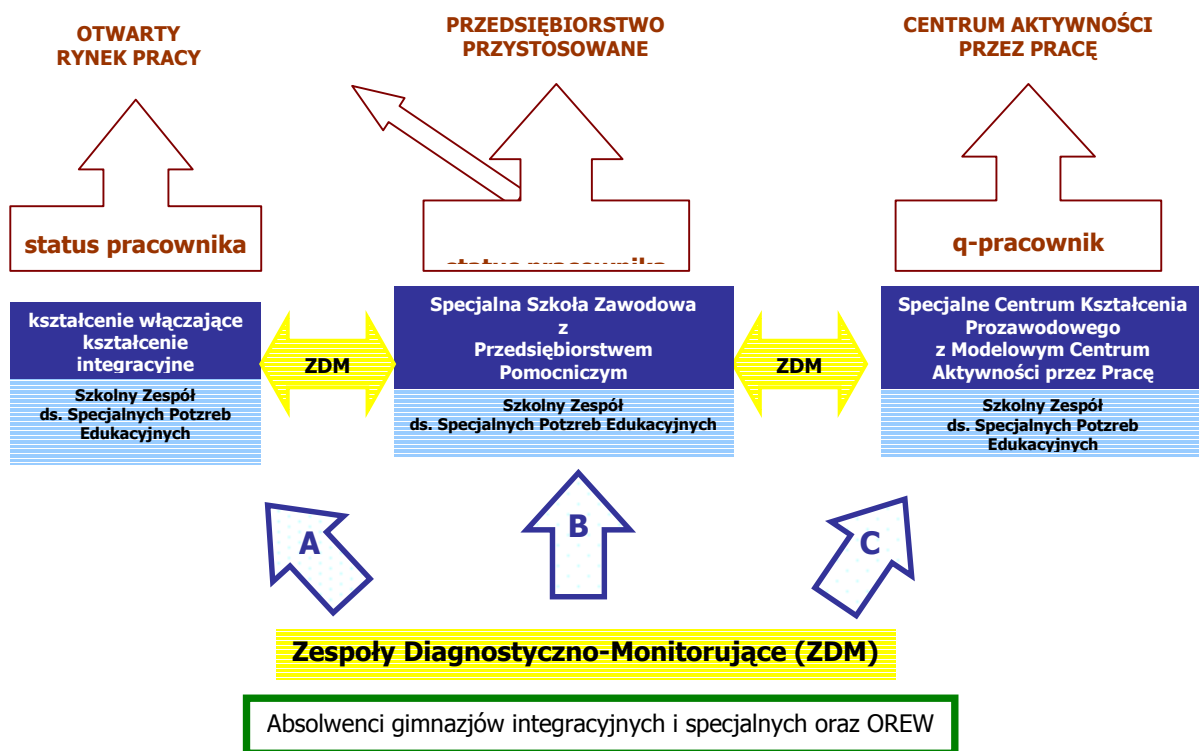 OTWARTY
RYNEK PRACY
PRZEDSIĘBIORSTWO
PRZYSTOSOWANE
CENTRUM AKTYWNOŚCI
PRZEZ PRACĘ
status pracownika
status pracownika
q-pracownik
kształcenie włączające
kształcenie
integracyjne
Szkolny Zespół
ds. Specjalnych Potzreb
Edukacyjnych
ZDM
Specjalna Szkoła Zawodowa
z
Przedsiębiorstwem
Pomocniczym
Szkolny Zespół
ds. Specjalnych Potzreb Edukacyjnych
ZDM
Specjalne Centrum Kształcenia
Prozawodowego
z Modelowym Centrum
Aktywności przez Pracę
Szkolny Zespół
ds. Specjalnych Potzreb
Edukacyjnych
A
B
C
Zespoły Diagnostyczno-Monitorujące (ZDM)
Absolwenci gimnazjów integracyjnych i specjalnych oraz OREW